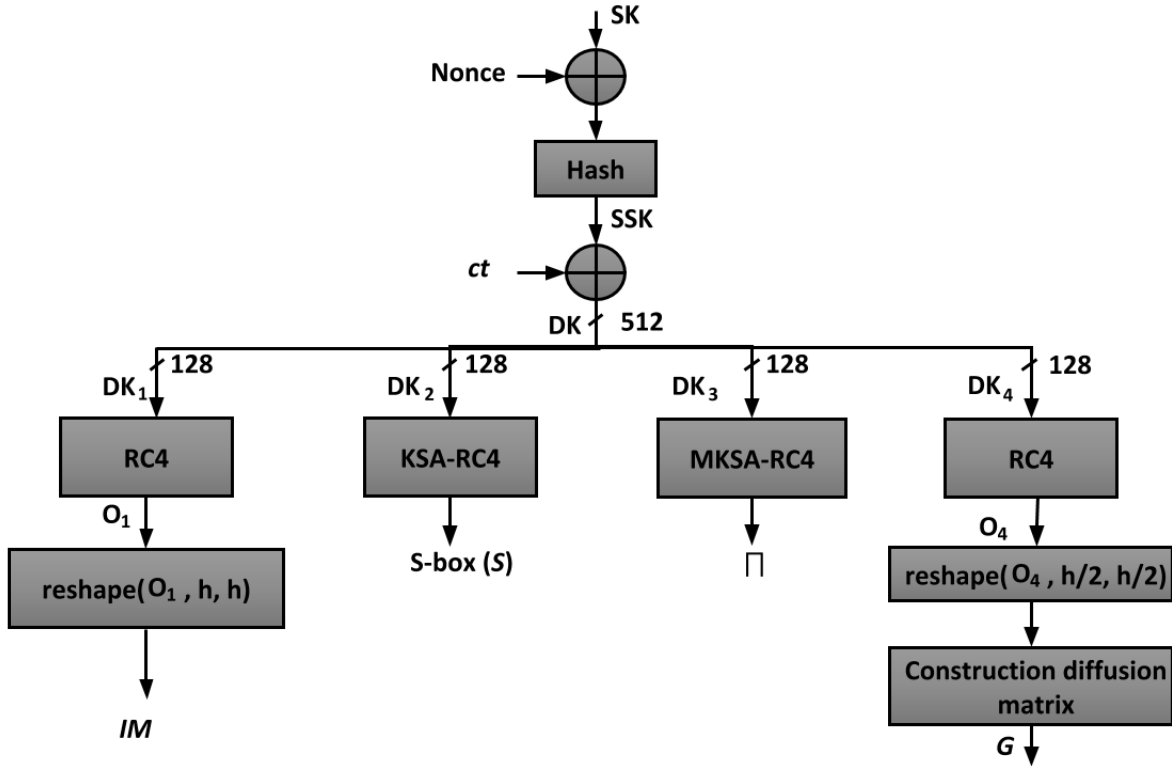 SK
Nonce
Hash
SSK
ct
DK 512
128 128 128 128
DK₁ DK₂ DK₃ DK₄
RC4 KSA-RC4 MKSA-RC4 RC4
O₁ O₄
S-box (S) ∏
reshape(O₁ , h, h) reshape(O₄ , h/2, h/2)
Construction diffusion
matrix
IM
G